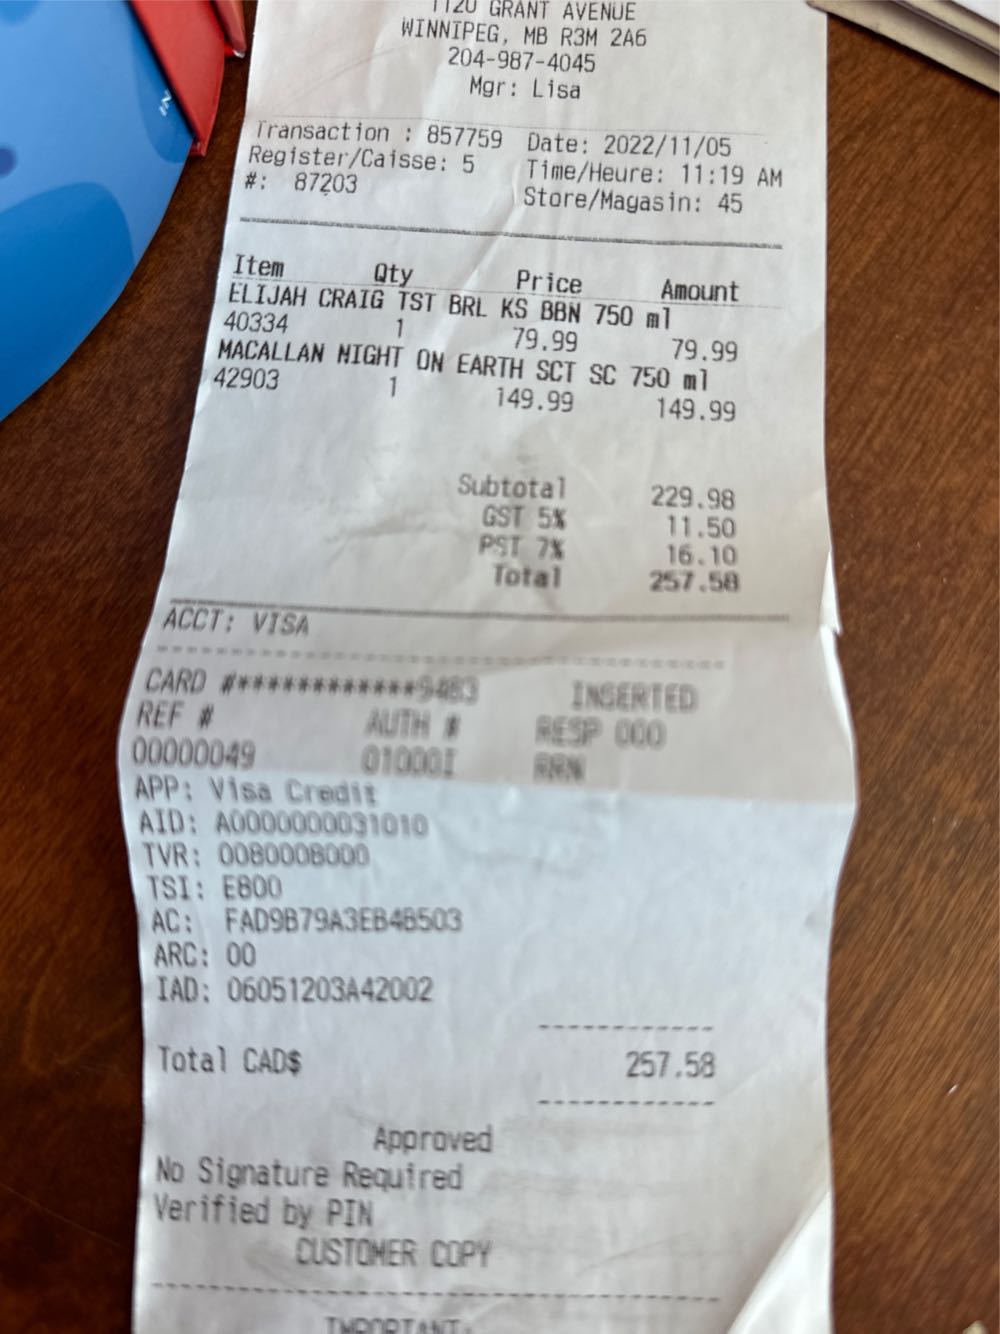 1120 GRANT AVENUE
WINNIPEG, MB R3M 2A6
204-987-4045
Mgr: Lisa
Transaction : 857759 Date: 2022/11/05
Register/Caisse: 5 Time/Heure: 11:19 AM
#: 87203 Store/Magasin: 45
Item Qty Price Amount
ELIJAH CRAIG TST BRL KS BBN 750 ml
40334 1 79.99 79.99
MACALLAN NIGHT ON EARTH SCT SC 750 ml
42903 1 149.99 149.99
Subtotal 229.98
GST 5% 11.50
PST 7% 16.10
Total 257.58
ACCT: VISA
CARD #************9483 INSERTED
REF # AUTH # RESP 000
00000049 01000I RRN
APP: Visa Credit
AID: A0000000031010
TVR: 0080008000
TSI: E800
AC: FAD9B79A3EB4B503
ARC: 00
IAD: 06051203A42002
Total CAD$ 257.58
Approved
No Signature Required
Verified by PIN
CUSTOMER COPY
IMPORTANT: